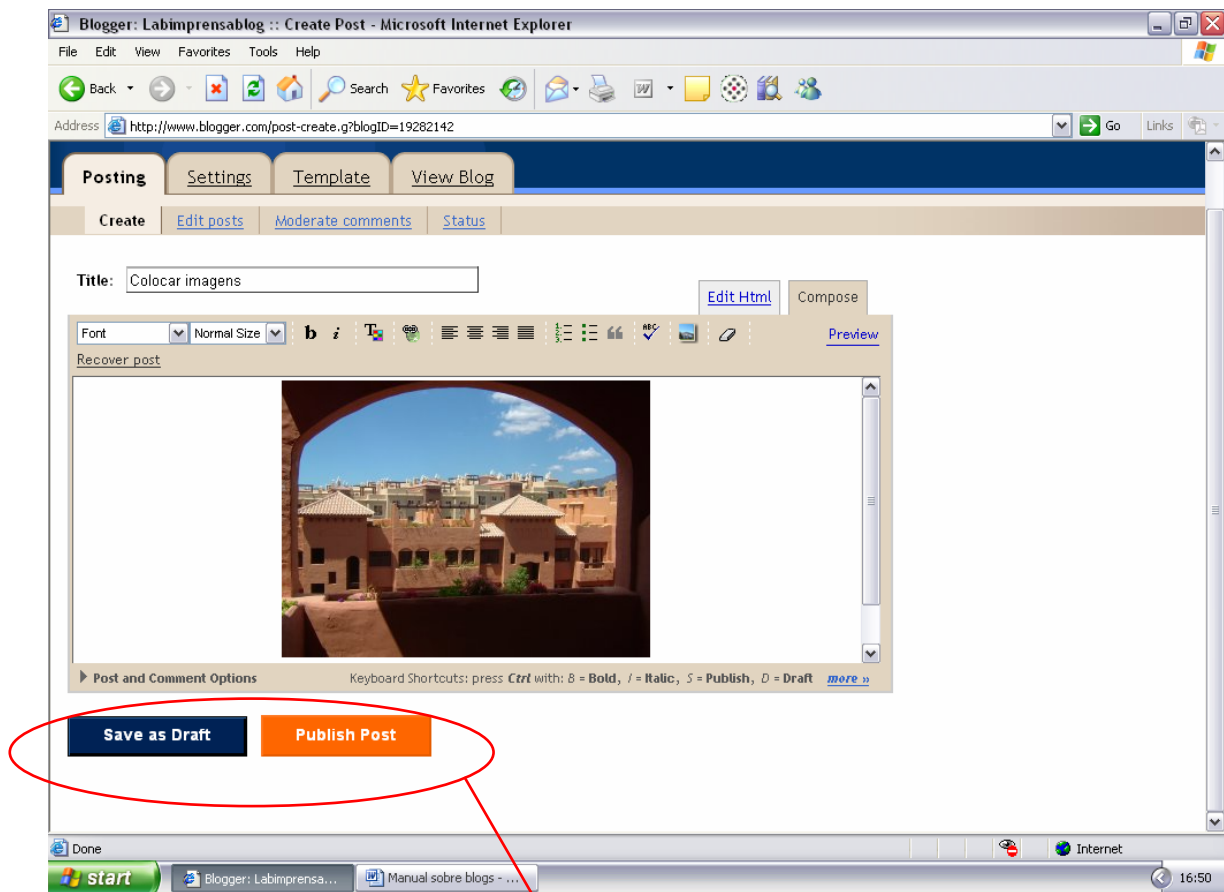 Blogger: Labimprensablog :: Create Post - Microsoft Internet Explorer
File Edit View Favorites Tools Help
Back Search Favorites
Address http://www.blogger.com/post-create.g?blogID=19282142 Go Links
Posting Settings Template View Blog
Create Edit posts Moderate comments Status
Title: Colocar imagens
Edit Html Compose
Font Normal Size b i T ABC Preview
Recover post
Post and Comment Options Keyboard Shortcuts: press Ctrl with: B = Bold, I = Italic, S = Publish, D = Draft more »
Save as Draft Publish Post
Done Internet
start Blogger: Labimprensa... Manual sobre blogs - ... 16:50